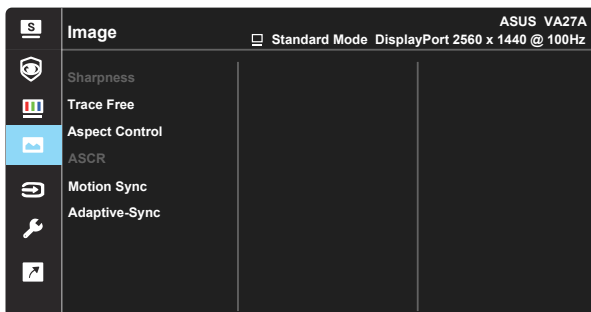 S
Image
ASUS VA27A
Standard Mode DisplayPort 2560 x 1440 @ 100Hz
Sharpness
Trace Free
Aspect Control
ASCR
Motion Sync
Adaptive-Sync